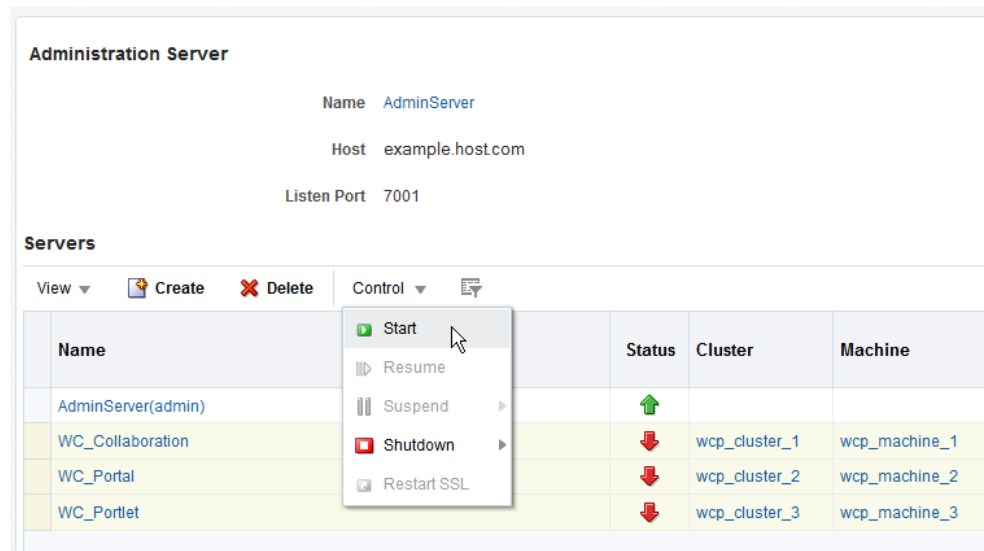 Administration Server
Name AdminServer
Host example.host.com
Listen Port 7001
Servers
View Create Delete Control
Start
Resume
Suspend
Shutdown
Restart SSL
Name Status Cluster Machine
AdminServer(admin)
WC_Collaboration wcp_cluster_1 wcp_machine_1
WC_Portal wcp_cluster_2 wcp_machine_2
WC_Portlet wcp_cluster_3 wcp_machine_3